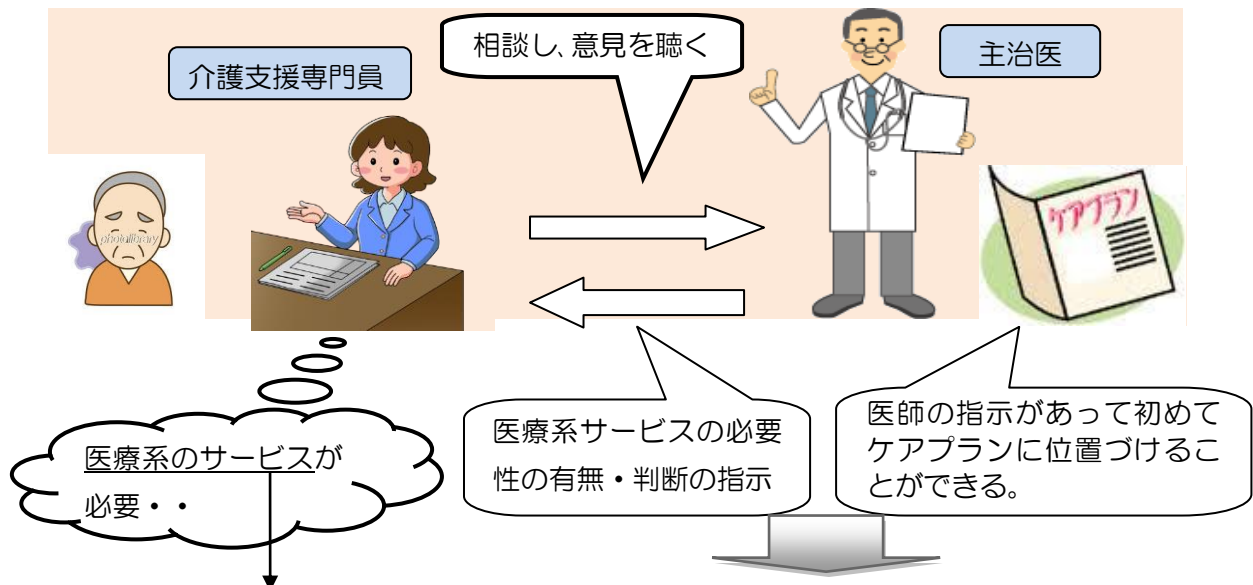 相談し、意見を聴く
主治医
介護支援専門員
photolibrary
ケアプラン
医療系のサービスが
必要・・
医療系サービスの必要
性の有無・判断の指示
医師の指示があって初めて
ケアプランに位置づけるこ
とができる。